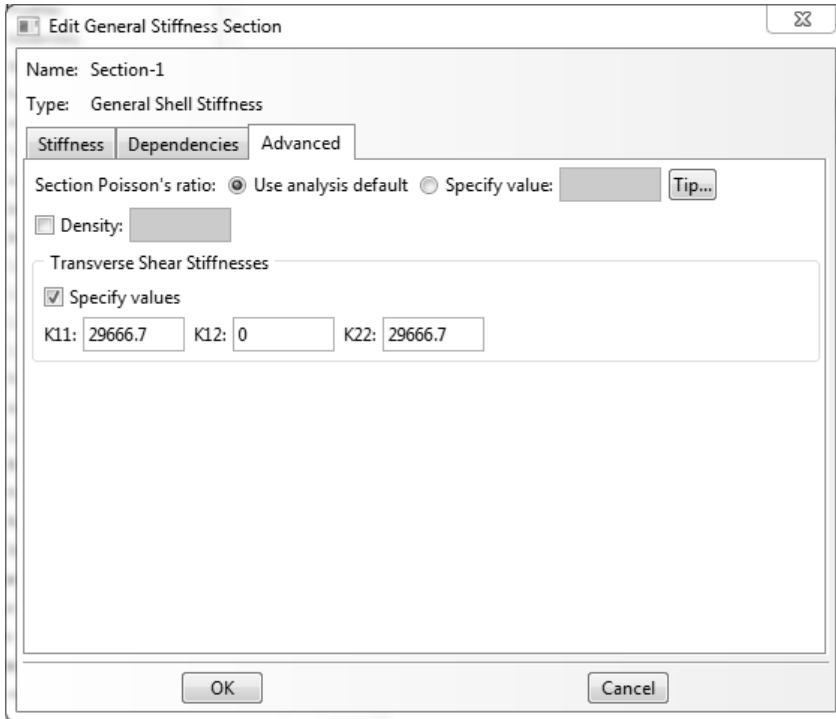 Edit General Stiffness Section
Name: Section-1
Type: General Shell Stiffness
Stiffness Dependencies Advanced
Section Poisson's ratio: Use analysis default Specify value: Tip...
Density:
Transverse Shear Stiffnesses
Specify values
K11: 29666.7 K12: 0 K22: 29666.7
OK Cancel